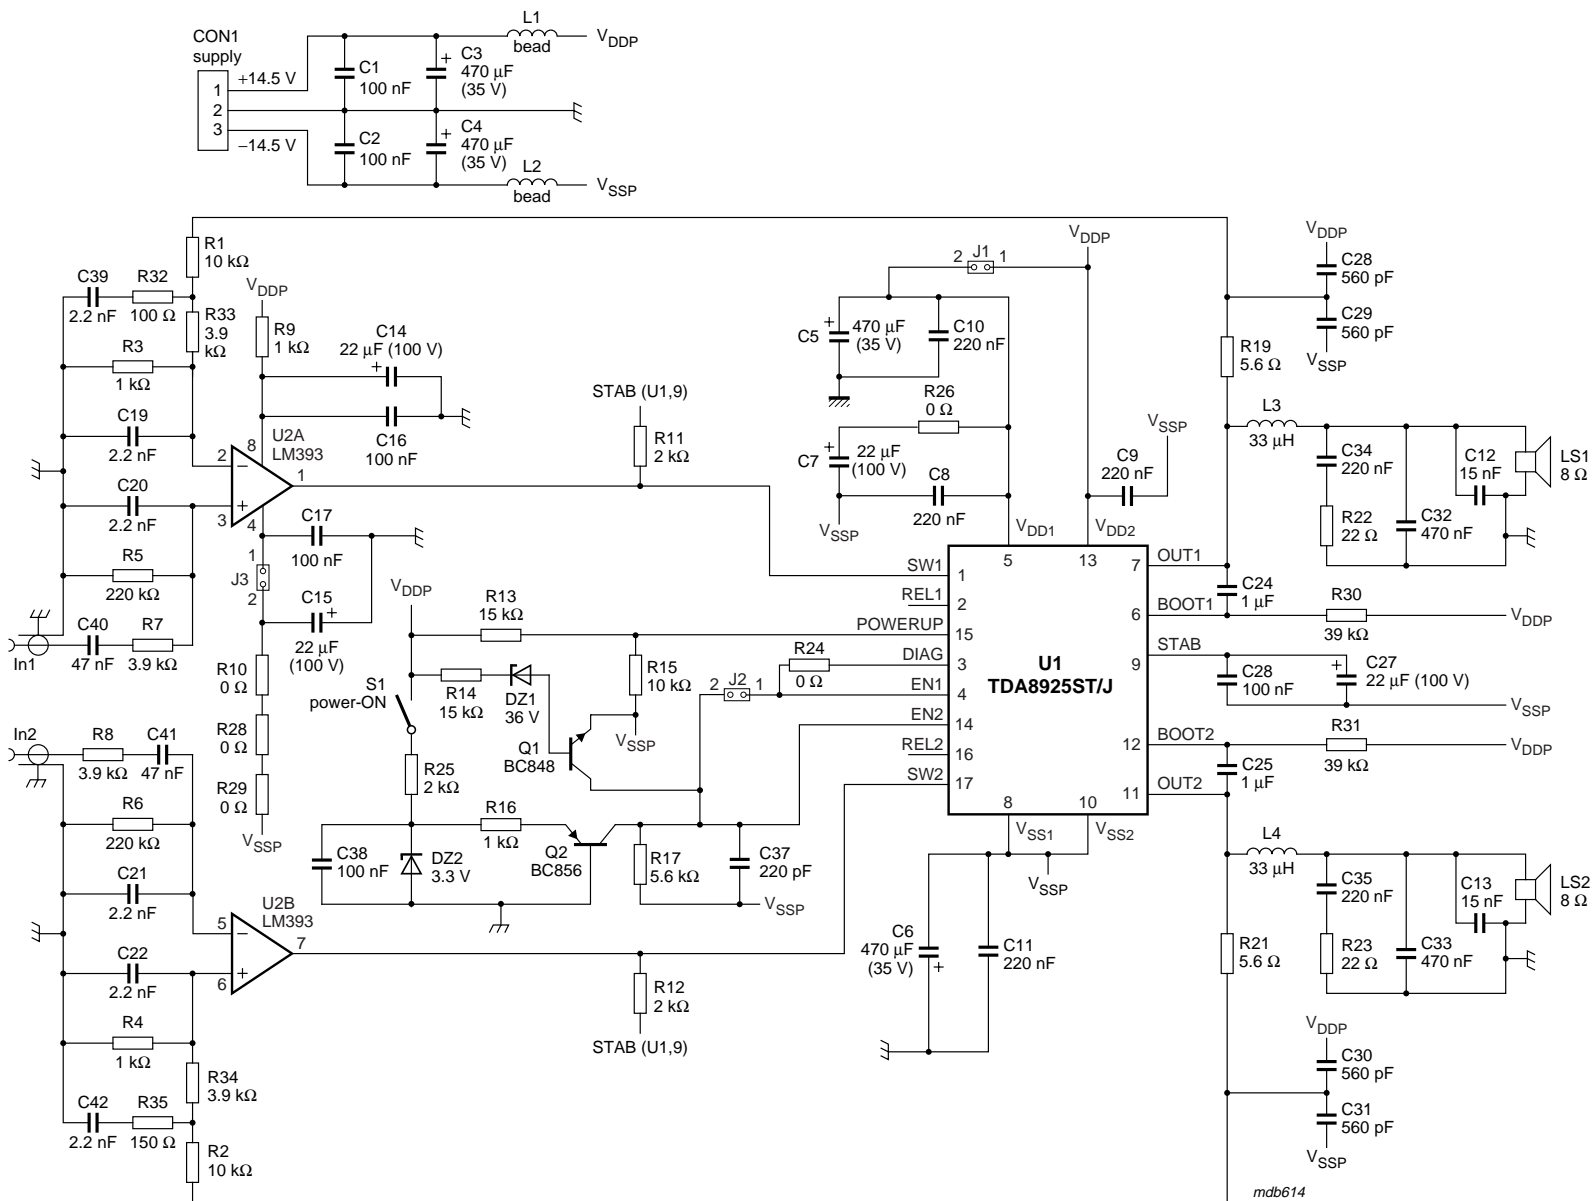 CON1
supply
+14.5 V
1
2
3
−14.5 V
C1
100 nF
C2
100 nF
C3
470 μF
(35 V)
+
C4
470 μF
(35 V)
+
L1
bead
VDDP
L2
bead
VSSP
R1
10 kΩ
C39
2.2 nF
R32
100 Ω
R33
3.9
kΩ
R3
1 kΩ
C19
2.2 nF
C20
2.2 nF
R5
220 kΩ
In1
C40
47 nF
R7
3.9 kΩ
VDDP
R9
1 kΩ
C14
22 μF (100 V)
+
C16
100 nF
U2A
LM393
8
2
−
3
+
1
4
C17
100 nF
1
J3
2
C15
+
22 μF
(100 V)
R10
0 Ω
R28
0 Ω
R29
0 Ω
VSSP
STAB (U1,9)
R11
2 kΩ
VDDP
R13
15 kΩ
S1
power-ON
R14
15 kΩ
DZ1
36 V
R15
10 kΩ
VSSP
Q1
BC848
R25
2 kΩ
R16
1 kΩ
Q2
BC856
C38
100 nF
DZ2
3.3 V
R17
5.6 kΩ
C37
220 pF
VSSP
2
J2
1
R24
0 Ω
VDDP
2
J1
1
C5
+
470 μF
(35 V)
C10
220 nF
R26
0 Ω
C7
+
22 μF
(100 V)
C8
220 nF
VSSP
C9
220 nF
VSSP
VDD1
VDD2
5
13
SW1
1
REL1
2
POWERUP
15
DIAG
3
EN1
4
EN2
14
REL2
16
SW2
17
U1
TDA8925ST/J
7
OUT1
6
BOOT1
9
STAB
12
BOOT2
11
OUT2
8
10
VSS1
VSS2
VSSP
C6
470 μF
(35 V)
+
C11
220 nF
VDDP
C28
560 pF
C29
560 pF
VSSP
R19
5.6 Ω
L3
33 μH
C34
220 nF
R22
22 Ω
C32
470 nF
C12
15 nF
LS1
8 Ω
C24
1 μF
R30
39 kΩ
VDDP
C28
100 nF
C27
22 μF (100 V)
+
VSSP
R31
39 kΩ
VDDP
C25
1 μF
L4
33 μH
C35
220 nF
R23
22 Ω
C33
470 nF
C13
15 nF
LS2
8 Ω
R21
5.6 Ω
VDDP
C30
560 pF
C31
560 pF
VSSP
In2
R8
3.9 kΩ
C41
47 nF
R6
220 kΩ
C21
2.2 nF
C22
2.2 nF
U2B
LM393
5
−
6
+
7
R4
1 kΩ
R34
3.9 kΩ
C42
2.2 nF
R35
150 Ω
R2
10 kΩ
R12
2 kΩ
STAB (U1,9)
mdb614